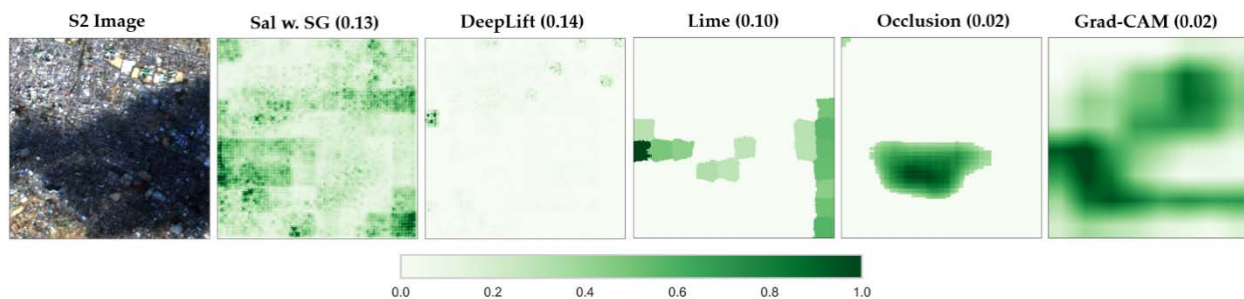 S2 Image
Sal w. SG (0.13)
DeepLift (0.14)
Lime (0.10)
Occlusion (0.02)
Grad-CAM (0.02)
0.0 0.2 0.4 0.6 0.8 1.0